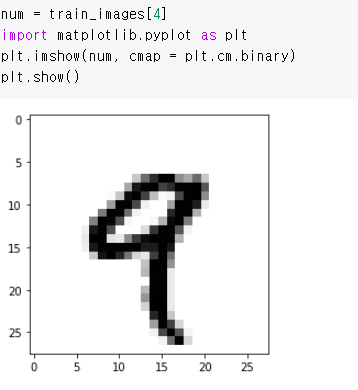 num = train_images[4]
import matplotlib.pyplot as plt
plt.imshow(num, cmap = plt.cm.binary)
plt.show()
0
5
10
15
20
25
0 5 10 15 20 25